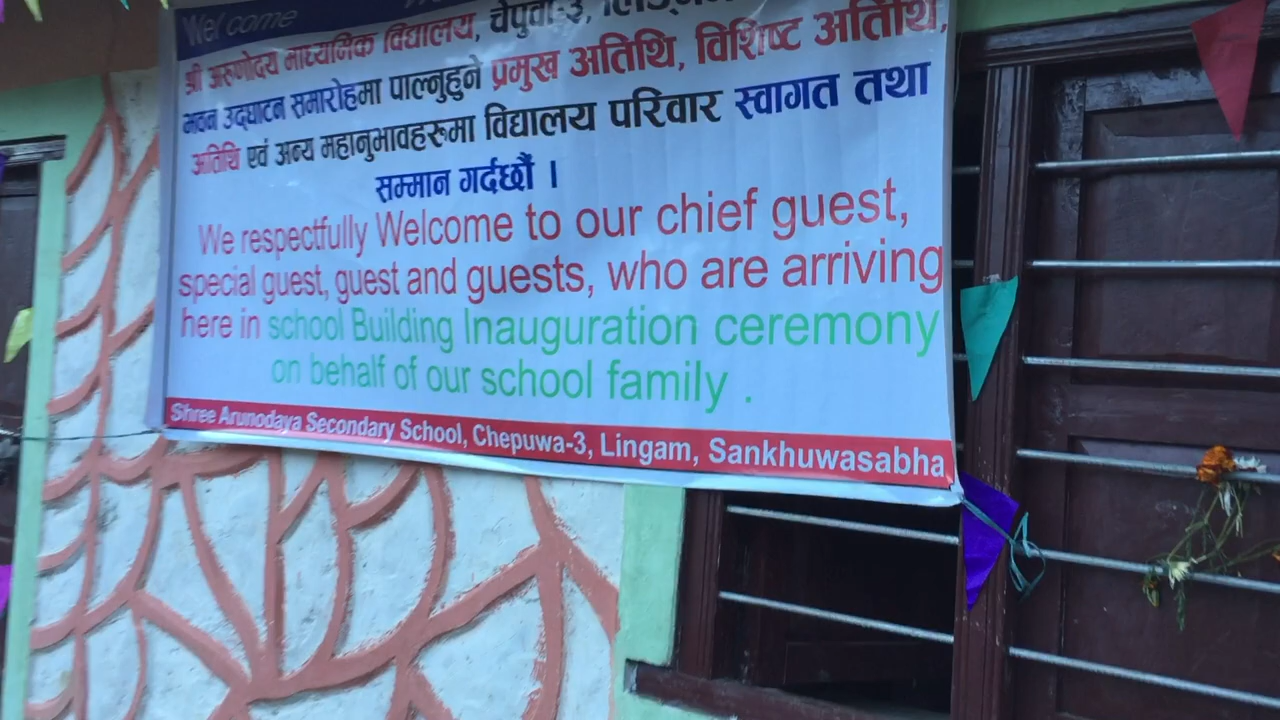 Welcome
श्री अरुणोदय माध्यमिक विद्यालय, चेपुवा-३,
भवन उद्घाटन समारोहमा पाल्नुहुने प्रमुख अतिथि, विशिष्ट अतिथि,
अतिथि एवं अन्य महानुभावहरूमा विद्यालय परिवार स्वागत तथा
सम्मान गर्दछौं ।
We respectfully Welcome to our chief guest,
special guest, guest and guests, who are arriving
here in school Building Inauguration ceremony
on behalf of our school family .
Shree Arunodaya Secondary School, Chepuwa-3, Lingam, Sankhuwasabha